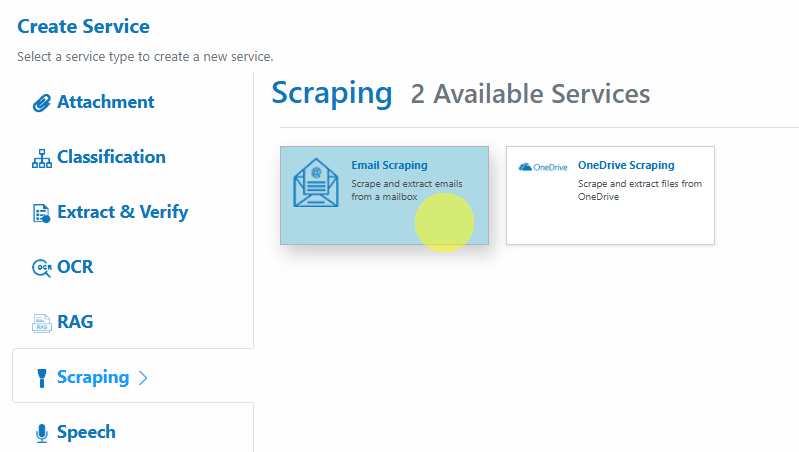 Create Service
Select a service type to create a new service.
Attachment
Classification
Extract & Verify
OCR
OCR
RAG
RAG
Scraping
Speech
Scraping 2 Available Services
Email Scraping
Scrape and extract emails
from a mailbox
OneDrive
OneDrive Scraping
Scrape and extract files from
OneDrive